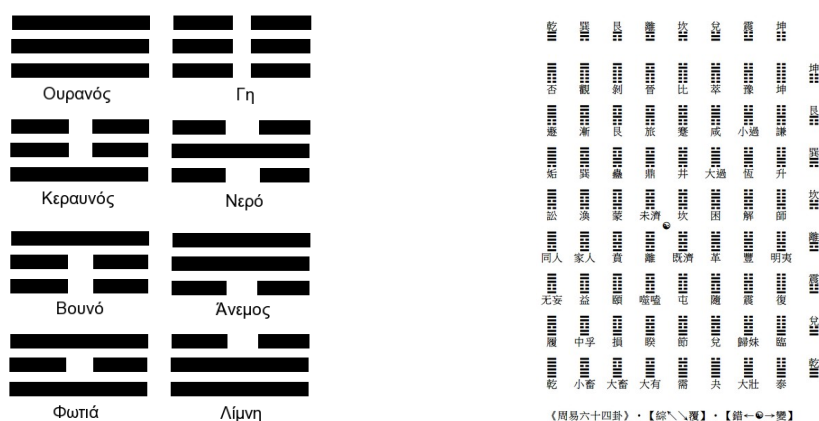 Ουρανός Γη
Κεραυνός Νερό
Βουνό Άνεμος
Φωτιά Λίμνη
乾 巽 艮 離 坎 兌 震 坤
坤
否 觀 剝 晉 比 萃 豫 坤
艮
遯 漸 艮 旅 蹇 咸 小過 謙
巽
姤 巽 蠱 鼎 井 大過 恆 升
坎
訟 渙 蒙 未濟 坎 困 解 師
離
同人 家人 賁 離 既濟 革 豐 明夷
震
无妄 益 頤 噬嗑 屯 隨 震 復
兌
履 中孚 損 睽 節 兌 歸妹 臨
乾
乾 小畜 大畜 大有 需 夬 大壯 泰
《周易六十四卦》・【綜↖↘覆】・【錯←☯→變】